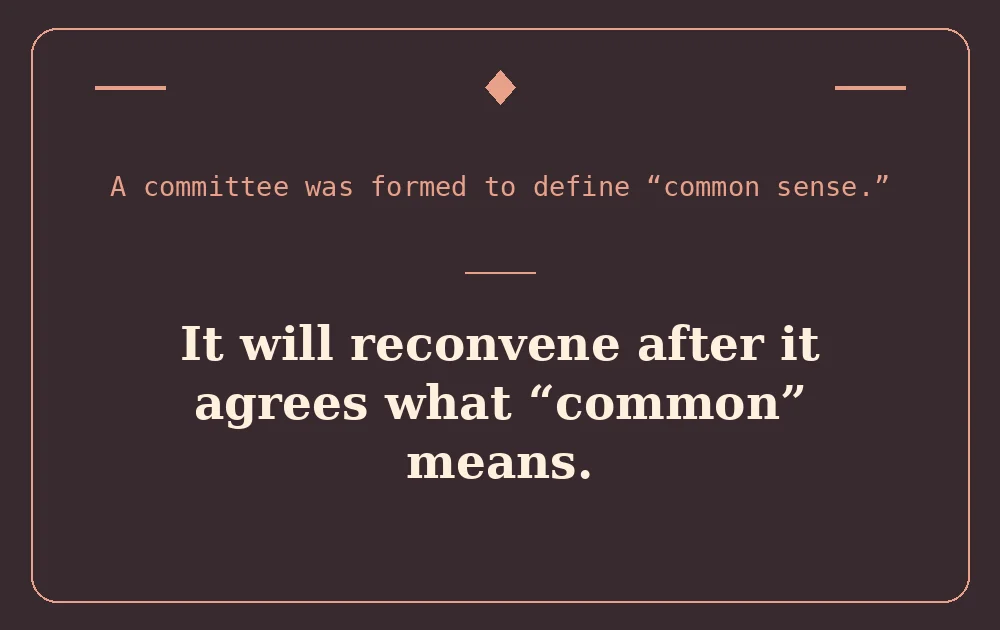 A committee was formed to define “common sense.”
It will reconvene after it
agrees what “common”
means.